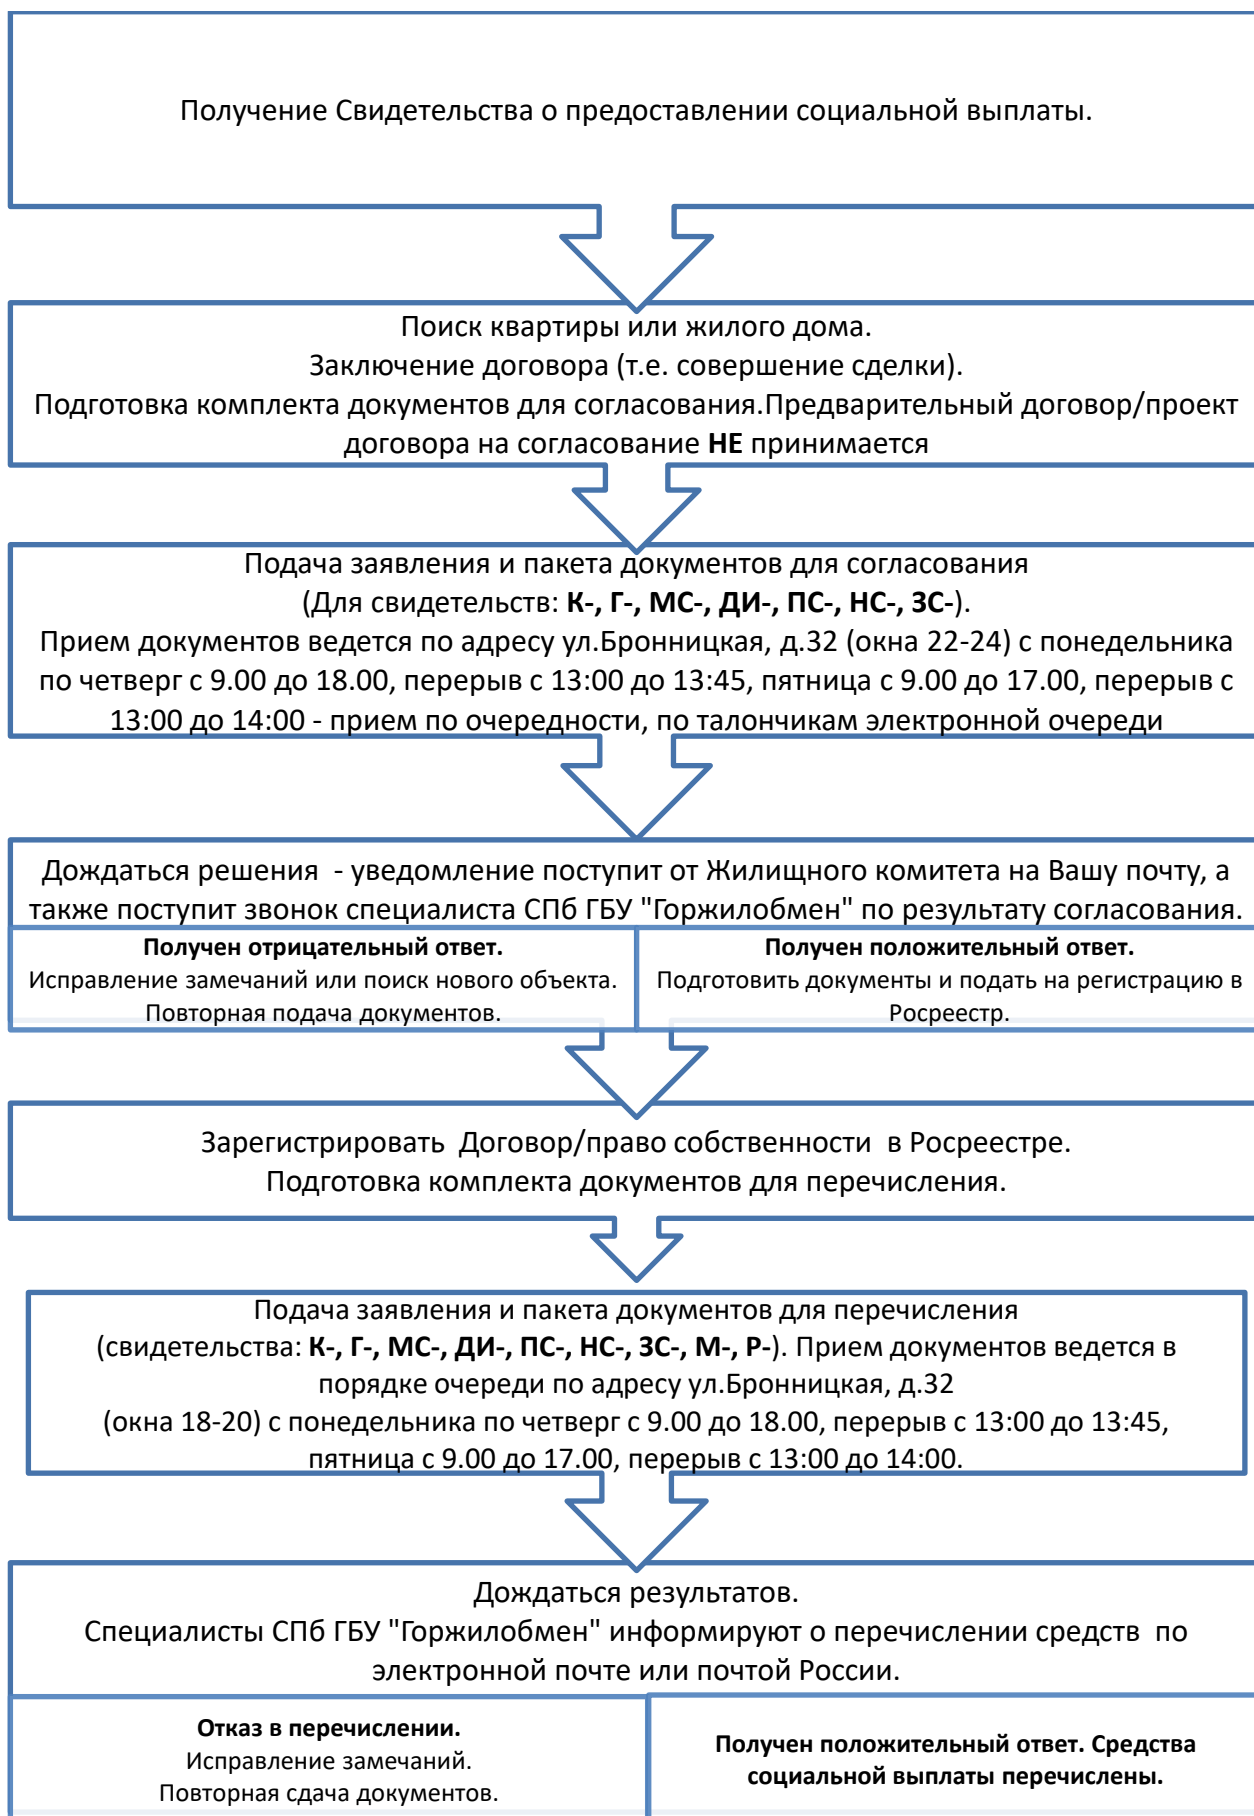 Получение Свидетельства о предоставлении социальной выплаты.
Поиск квартиры или жилого дома.
Заключение договора (т.е. совершение сделки).
Подготовка комплекта документов для согласования.Предварительный договор/проект
договора на согласование НЕ принимается
Подача заявления и пакета документов для согласования
(Для свидетельств: К-, Г-, МС-, ДИ-, ПС-, НС-, ЗС-).
Прием документов ведется по адресу ул.Бронницкая, д.32 (окна 22-24) с понедельника
по четверг с 9.00 до 18.00, перерыв с 13:00 до 13:45, пятница с 9.00 до 17.00, перерыв с
13:00 до 14:00 - прием по очередности, по талончикам электронной очереди
Дождаться решения - уведомление поступит от Жилищного комитета на Вашу почту, а
также поступит звонок специалиста СПб ГБУ "Горжилобмен" по результату согласования.
Получен отрицательный ответ.
Исправление замечаний или поиск нового объекта.
Повторная подача документов.
Получен положительный ответ.
Подготовить документы и подать на регистрацию в
Росреестр.
Зарегистрировать Договор/право собственности в Росреестре.
Подготовка комплекта документов для перечисления.
Подача заявления и пакета документов для перечисления
(свидетельства: К-, Г-, МС-, ДИ-, ПС-, НС-, ЗС-, М-, Р-). Прием документов ведется в
порядке очереди по адресу ул.Бронницкая, д.32
(окна 18-20) с понедельника по четверг с 9.00 до 18.00, перерыв с 13:00 до 13:45,
пятница с 9.00 до 17.00, перерыв с 13:00 до 14:00.
Дождаться результатов.
Специалисты СПб ГБУ "Горжилобмен" информируют о перечислении средств по
электронной почте или почтой России.
Отказ в перечислении.
Исправление замечаний.
Повторная сдача документов.
Получен положительный ответ. Средства
социальной выплаты перечислены.